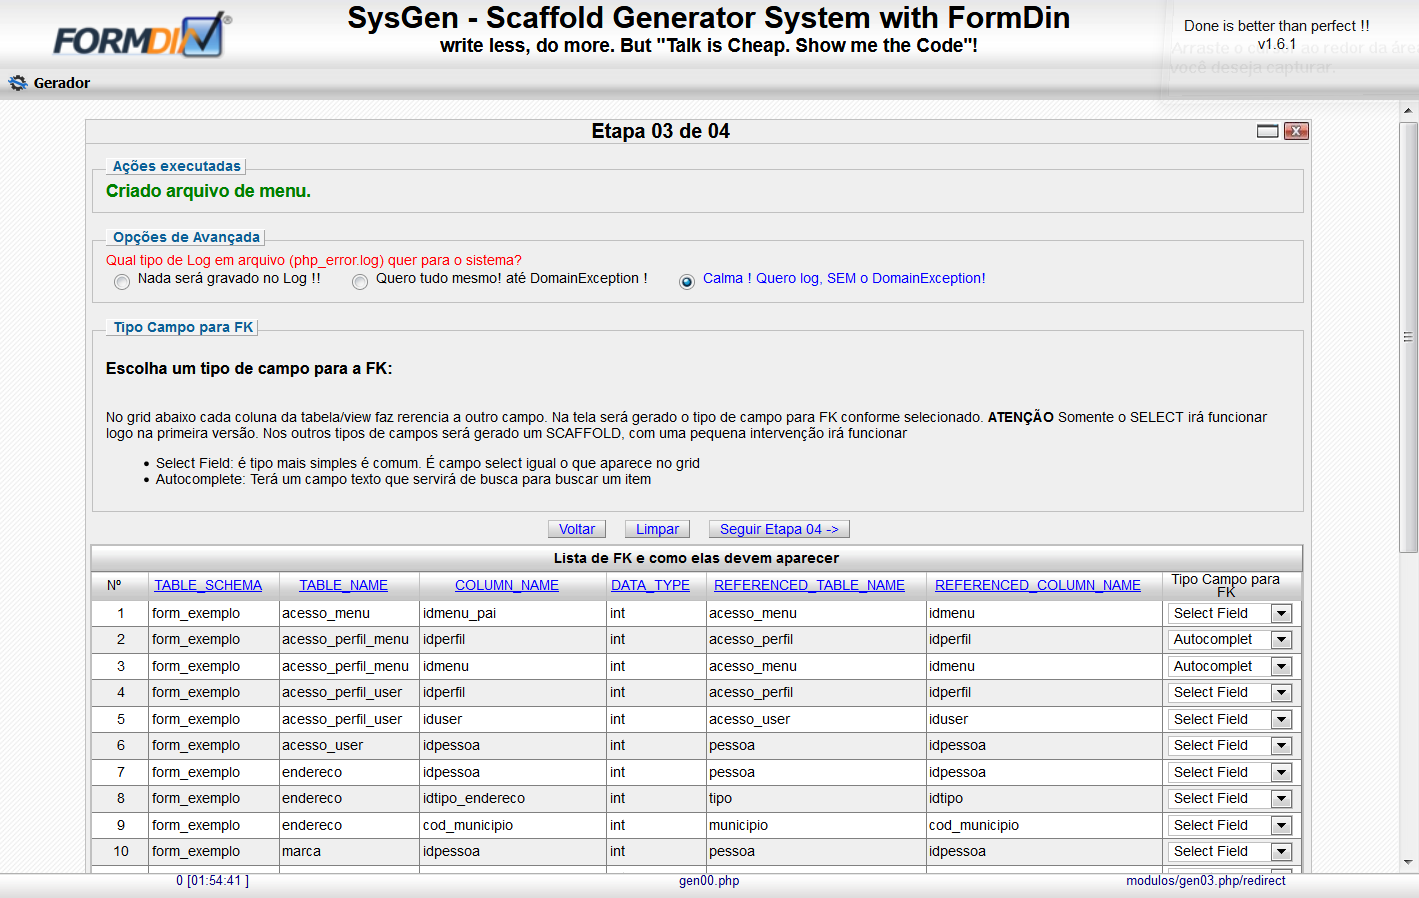 FORMDIN ®
SysGen - Scaffold Generator System with FormDin
write less, do more. But "Talk is Cheap. Show me the Code"!
Done is better than perfect !!
v1.6.1
Arraste o ao redor da área
você deseja capturar.
Gerador
Etapa 03 de 04
Ações executadas
Criado arquivo de menu.
Opções de Avançada
Qual tipo de Log em arquivo (php_error.log) quer para o sistema?
Nada será gravado no Log !! Quero tudo mesmo! até DomainException ! Calma ! Quero log, SEM o DomainException!
Tipo Campo para FK
Escolha um tipo de campo para a FK:
No grid abaixo cada coluna da tabela/view faz rerencia a outro campo. Na tela será gerado o tipo de campo para FK conforme selecionado. ATENÇÃO Somente o SELECT irá funcionar
logo na primeira versão. Nos outros tipos de campos será gerado um SCAFFOLD, com uma pequena intervenção irá funcionar
• Select Field: é tipo mais simples é comum. É campo select igual o que aparece no grid
• Autocomplete: Terá um campo texto que servirá de busca para buscar um item
Voltar Limpar Seguir Etapa 04 ->
Lista de FK e como elas devem aparecer
Nº TABLE_SCHEMA TABLE_NAME COLUMN_NAME DATA_TYPE REFERENCED_TABLE_NAME REFERENCED_COLUMN_NAME Tipo Campo para FK
1 form_exemplo acesso_menu idmenu_pai int acesso_menu idmenu Select Field
2 form_exemplo acesso_perfil_menu idperfil int acesso_perfil idperfil Autocomplet
3 form_exemplo acesso_perfil_menu idmenu int acesso_menu idmenu Autocomplet
4 form_exemplo acesso_perfil_user idperfil int acesso_perfil idperfil Select Field
5 form_exemplo acesso_perfil_user iduser int acesso_user iduser Select Field
6 form_exemplo acesso_user idpessoa int pessoa idpessoa Select Field
7 form_exemplo endereco idpessoa int pessoa idpessoa Select Field
8 form_exemplo endereco idtipo_endereco int tipo idtipo Select Field
9 form_exemplo endereco cod_municipio int municipio cod_municipio Select Field
10 form_exemplo marca idpessoa int pessoa idpessoa Select Field
0 [01:54:41 ] gen00.php modulos/gen03.php/redirect